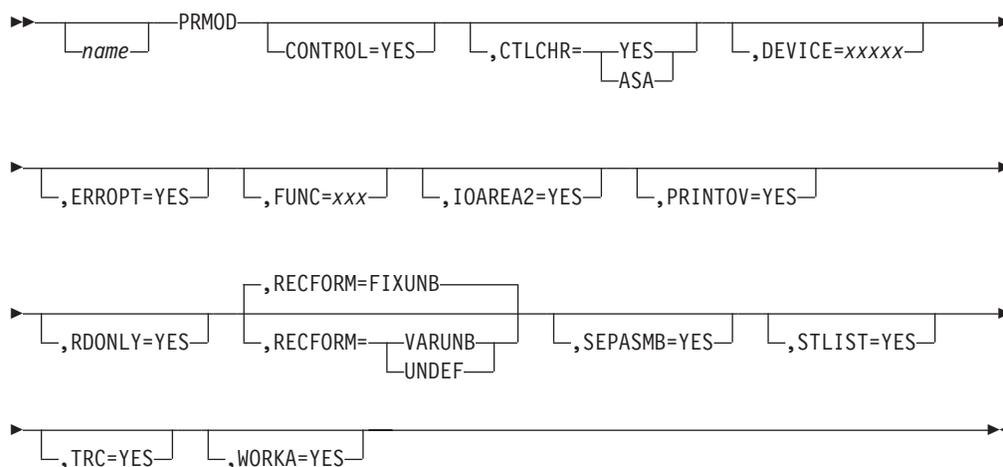 PRMOD
name CONTROL=YES ,CTLCHR= YES ,DEVICE=xxxxx
ASA
,ERROPT=YES ,FUNC=xxx ,IOAREA2=YES ,PRINTOV=YES
,RECFORM=FIXUNB
,RDONLY=YES ,RECFORM= VARUNB ,SEPASMB=YES ,STLIST=YES
UNDEF
,TRC=YES ,WORKA=YES